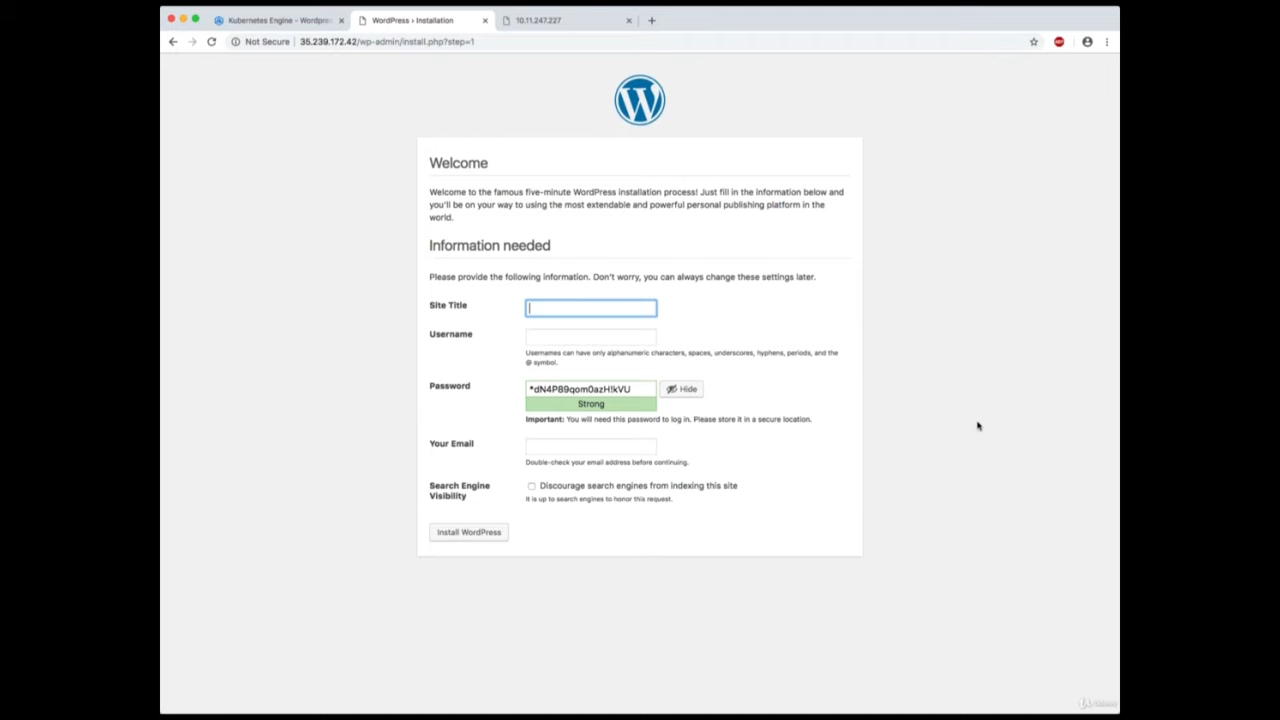 Kubernetes Engine - Wordpres
WordPress › Installation
10.11.247.227
Not Secure | 35.239.172.42/wp-admin/install.php?step=1
Welcome
Welcome to the famous five-minute WordPress installation process! Just fill in the information below and
you'll be on your way to using the most extendable and powerful personal publishing platform in the
world.
Information needed
Please provide the following information. Don't worry, you can always change these settings later.
Site Title
Username
Usernames can have only alphanumeric characters, spaces, underscores, hyphens, periods, and the
@ symbol.
Password
*dN4P89qom0azH!kVU
Hide
Strong
Important: You will need this password to log in. Please store it in a secure location.
Your Email
Double-check your email address before continuing.
Search Engine
Visibility
Discourage search engines from indexing this site
It is up to search engines to honor this request.
Install WordPress
Udemy